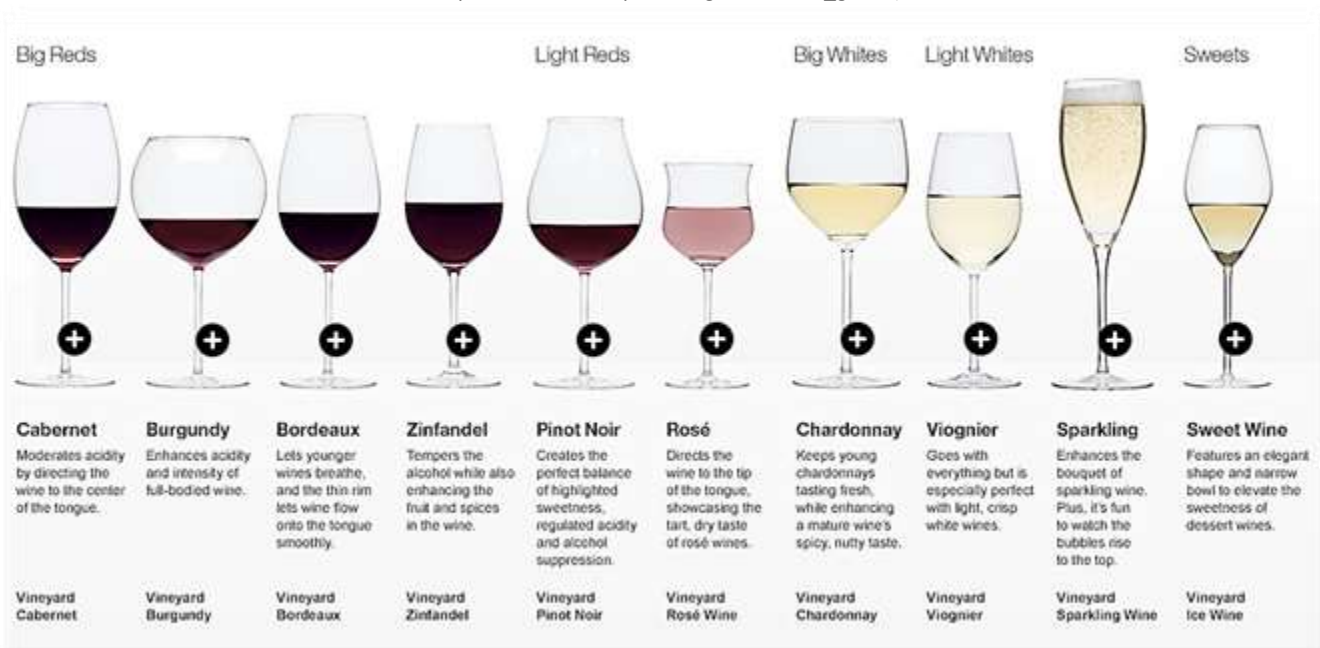 Big Reds
Light Reds
Big Whites
Light Whites
Sweets
Cabernet
Moderates acidity
by directing the
wine to the center
of the tongue.
Vineyard
Cabernet
Burgundy
Enhances acidity
and intensity of
full-bodied wine.
Vineyard
Burgundy
Bordeaux
Lets younger
wines breathe,
and the thin rim
lets wine flow
onto the tongue
smoothly.
Vineyard
Bordeaux
Zinfandel
Tempers the
alcohol while also
enhancing the
fruit and spices
in the wine.
Vineyard
Zinfandel
Pinot Noir
Creates the
perfect balance
of highlighted
sweetness,
regulated acidity
and alcohol
suppression.
Vineyard
Pinot Noir
Rosé
Directs the
wine to the tip
of the tongue,
showcasing the
tart, dry taste
of rosé wines.
Vineyard
Rosé Wine
Chardonnay
Keeps young
chardonnays
tasting fresh,
while enhancing
a mature wine's
spicy, nutty taste.
Vineyard
Chardonnay
Viognier
Goes with
everything but is
especially perfect
with light, crisp
white wines.
Vineyard
Viognier
Sparkling
Enhances the
bouquet of
sparkling wine.
Plus, it's fun
to watch the
bubbles rise
to the top.
Vineyard
Sparkling Wine
Sweet Wine
Features an elegant
shape and narrow
bowl to elevate the
sweetness of
dessert wines.
Vineyard
Ice Wine